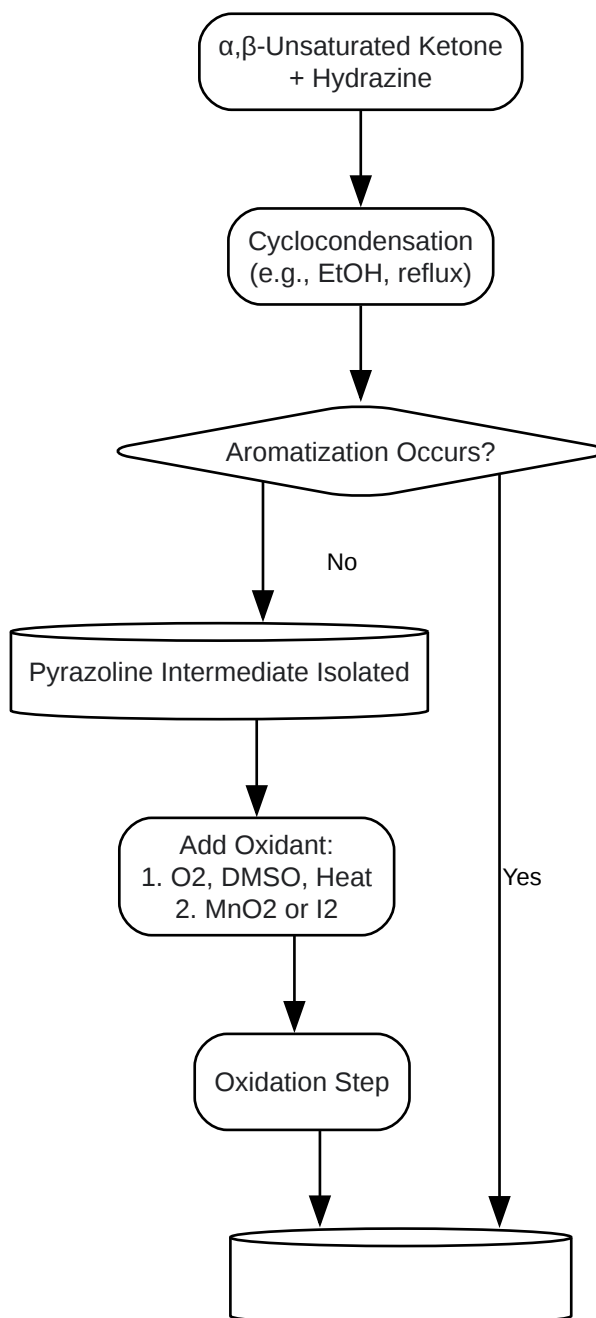 α,β-Unsaturated Ketone
+ Hydrazine
Cyclocondensation
(e.g., EtOH, reflux)
Aromatization Occurs?
No
Pyrazoline Intermediate Isolated
Add Oxidant:
1. O2, DMSO, Heat
2. MnO2 or I2
Yes
Oxidation Step